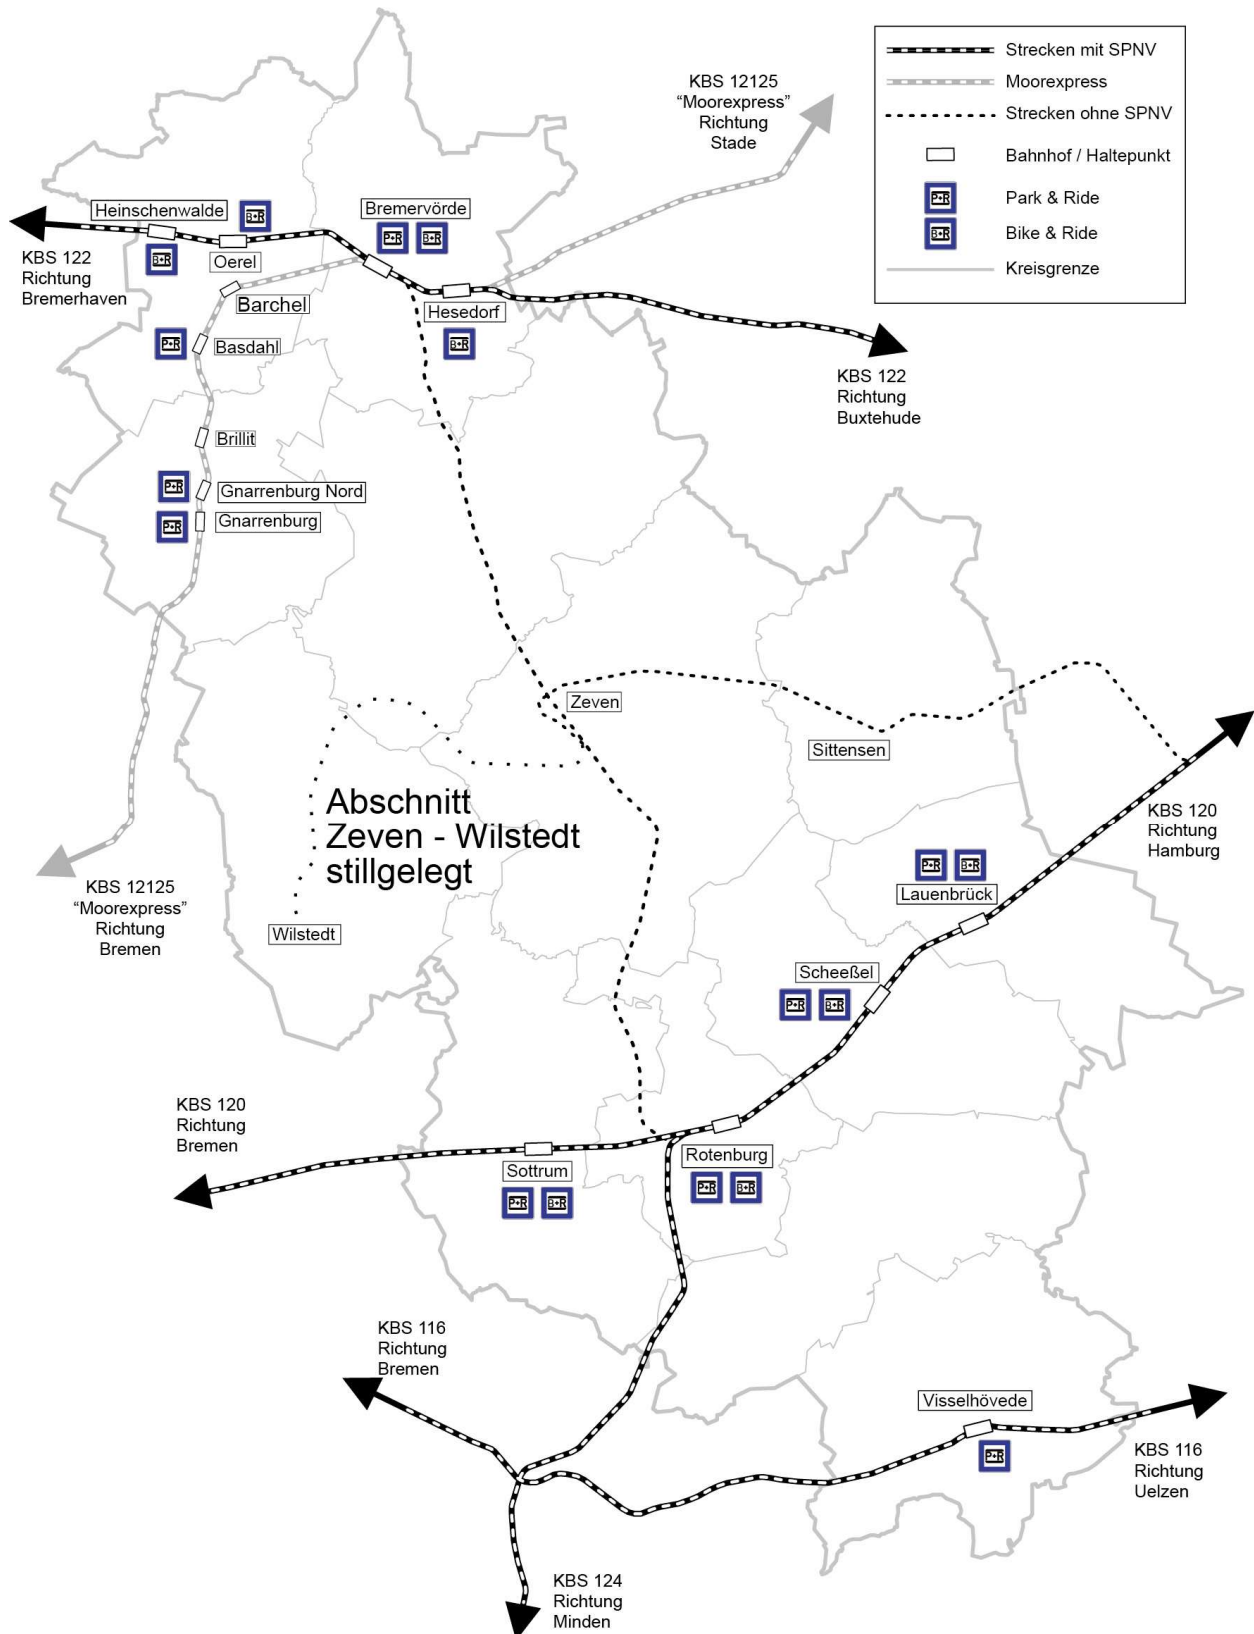 Strecken mit SPNV
Moorexpress
Strecken ohne SPNV
Bahnhof / Haltepunkt
P+R
Park & Ride
B+R
Bike & Ride
Kreisgrenze
KBS 12125
“Moorexpress”
Richtung
Stade
Heinschenwalde
B+R
B+R
Oerel
Bremervörde
P+R
B+R
KBS 122
Richtung
Bremerhaven
Barchel
Hesedorf
B+R
P+R
Basdahl
KBS 122
Richtung
Buxtehude
Brillit
P+R
Gnarrenburg Nord
P+R
Gnarrenburg
Zeven
Sittensen
Abschnitt
Zeven - Wilstedt
stillgelegt
KBS 120
Richtung
Hamburg
P+R
B+R
Lauenbrück
KBS 12125
“Moorexpress”
Richtung
Bremen
Wilstedt
Scheeßel
P+R
B+R
KBS 120
Richtung
Bremen
Sottrum
P+R
B+R
Rotenburg
P+R
B+R
KBS 116
Richtung
Bremen
Visselhövede
P+R
KBS 116
Richtung
Uelzen
KBS 124
Richtung
Minden